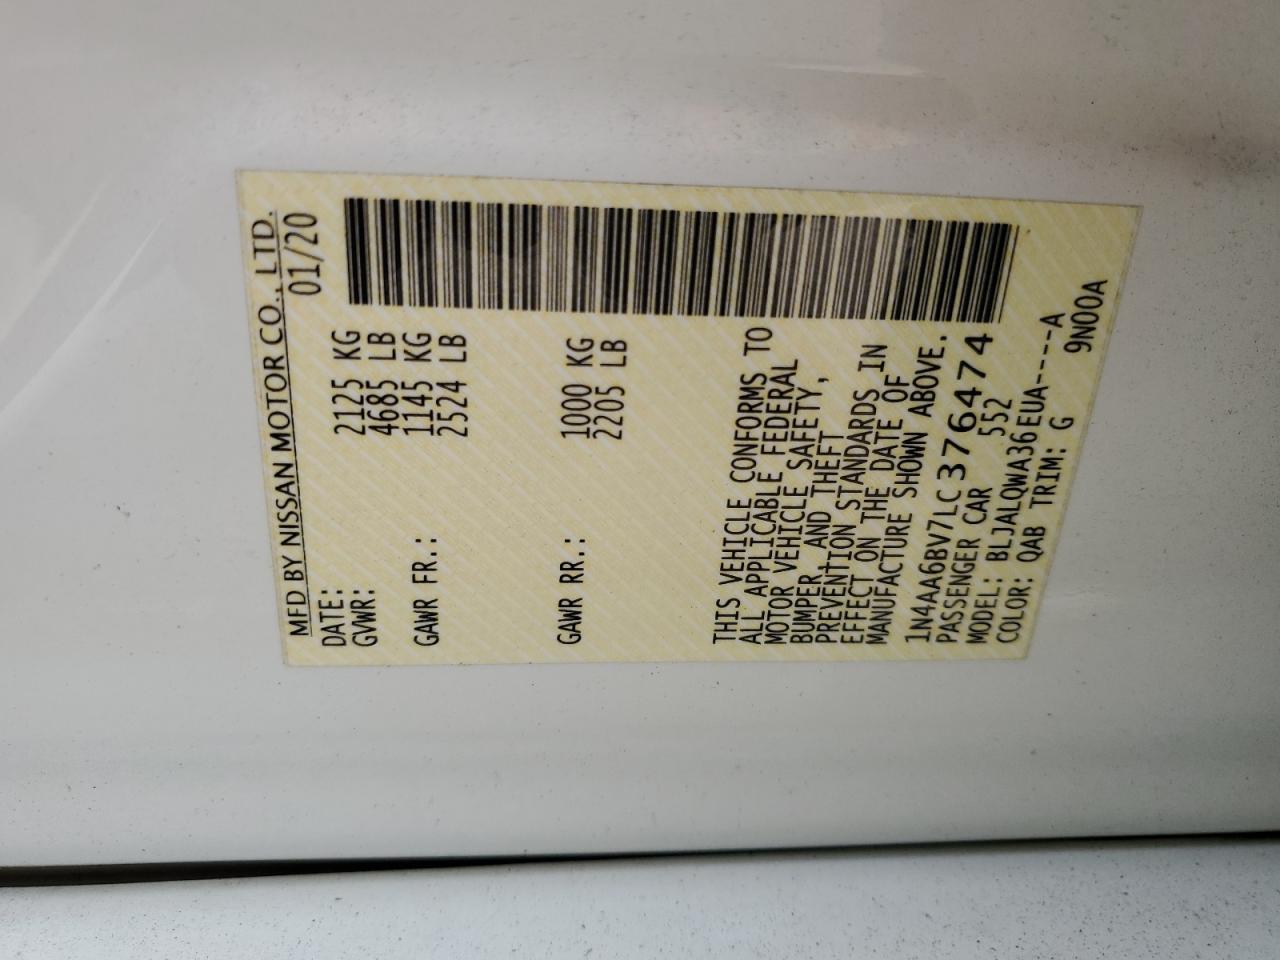 MFD BY NISSAN MOTOR CO., LTD.
DATE: 01/20
GVWR: 2125 KG
4685 LB
GAWR FR.: 1145 KG
2524 LB
GAWR RR.: 1000 KG
2205 LB
THIS VEHICLE CONFORMS TO
ALL APPLICABLE FEDERAL
MOTOR VEHICLE SAFETY,
BUMPER, AND THEFT
PREVENTION STANDARDS IN
EFFECT ON THE DATE OF
MANUFACTURE SHOWN ABOVE.
1N4AA6BV7LC376474
PASSENGER CAR 552
MODEL: BLJALQWA36EUA-----A
COLOR: QAB TRIM: G 9N00A